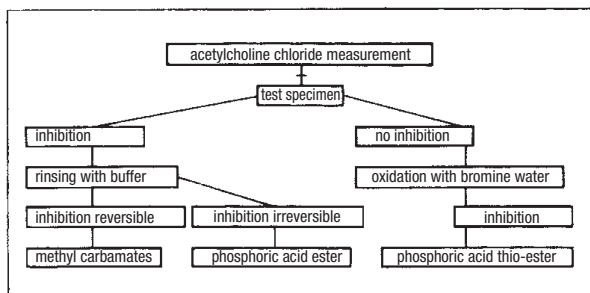 acetylcholine chloride measurement
test specimen
inhibition
no inhibition
rinsing with buffer
oxidation with bromine water
inhibition reversible
inhibition irreversible
inhibition
methyl carbamates
phosphoric acid ester
phosphoric acid thio-ester